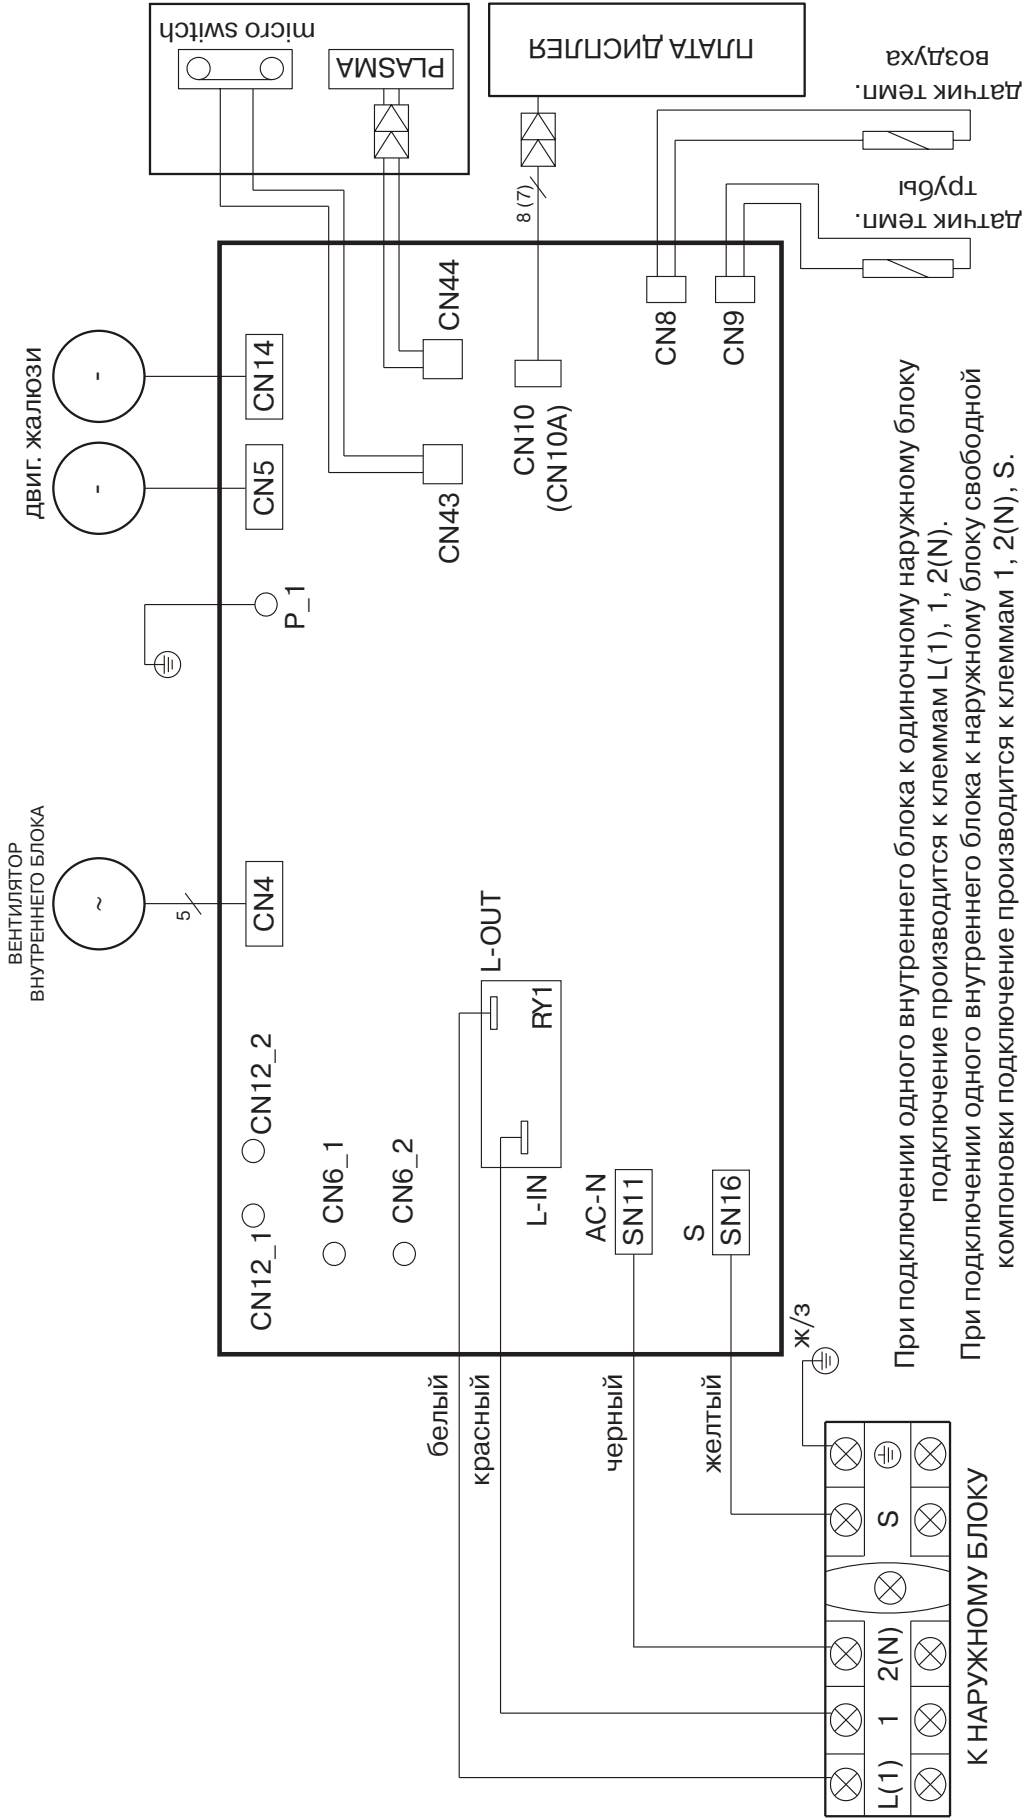 ВЕНТИЛЯТОР
ВНУТРЕННЕГО БЛОКА
~
5
CN4
двиг. жалюзи
-
-
CN5
CN14
P_1
micro switch
PLASMA
ПЛАТА ДИСПЛЕЯ
8 (7)
CN43
CN44
CN10
(CN10A)
CN8
CN9
датчик темп.
воздуха
датчик темп.
трубы
CN12_1
CN12_2
CN6_1
CN6_2
L-OUT
RY1
L-IN
AC-N
SN11
S
SN16
белый
красный
черный
желтый
ж/з
L(1)
1
2(N)
S
К НАРУЖНОМУ БЛОКУ
При подключении одного внутреннего блока к одиночному наружному блоку
подключение производится к клеммам L(1), 1, 2(N).
При подключении одного внутреннего блока к наружному блоку свободной
компоновки подключение производится к клеммам 1, 2(N), S.